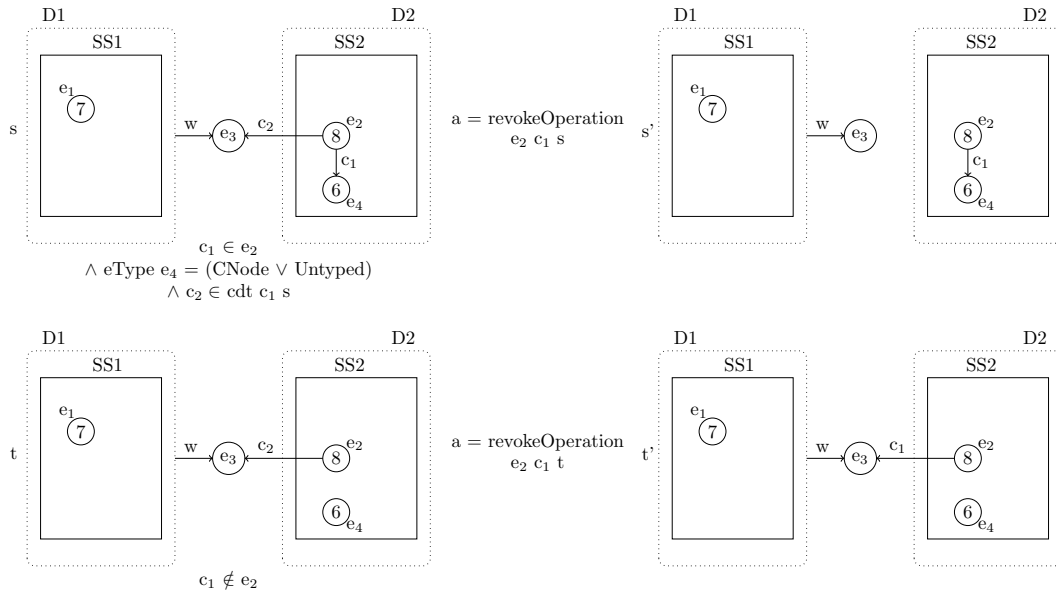 D1 D2 D1 D2
SS1 SS2 SS1 SS2
e₁ e₁
7 7
s w e₃ c₂ 8 e₂ a = revokeOperation s' w e₃ 8 e₂
e₂ c₁ s
c₁ c₁
6 e₄ 6 e₄
c₁ ∈ e₂
∧ eType e₄ = (CNode ∨ Untyped)
∧ c₂ ∈ cdt c₁ s
D1 D2 D1 D2
SS1 SS2 SS1 SS2
e₁ e₁
7 7
t w e₃ c₂ 8 e₂ a = revokeOperation t' w e₃ c₁ 8 e₂
e₂ c₁ t
6 e₄ 6 e₄
c₁ ∉ e₂